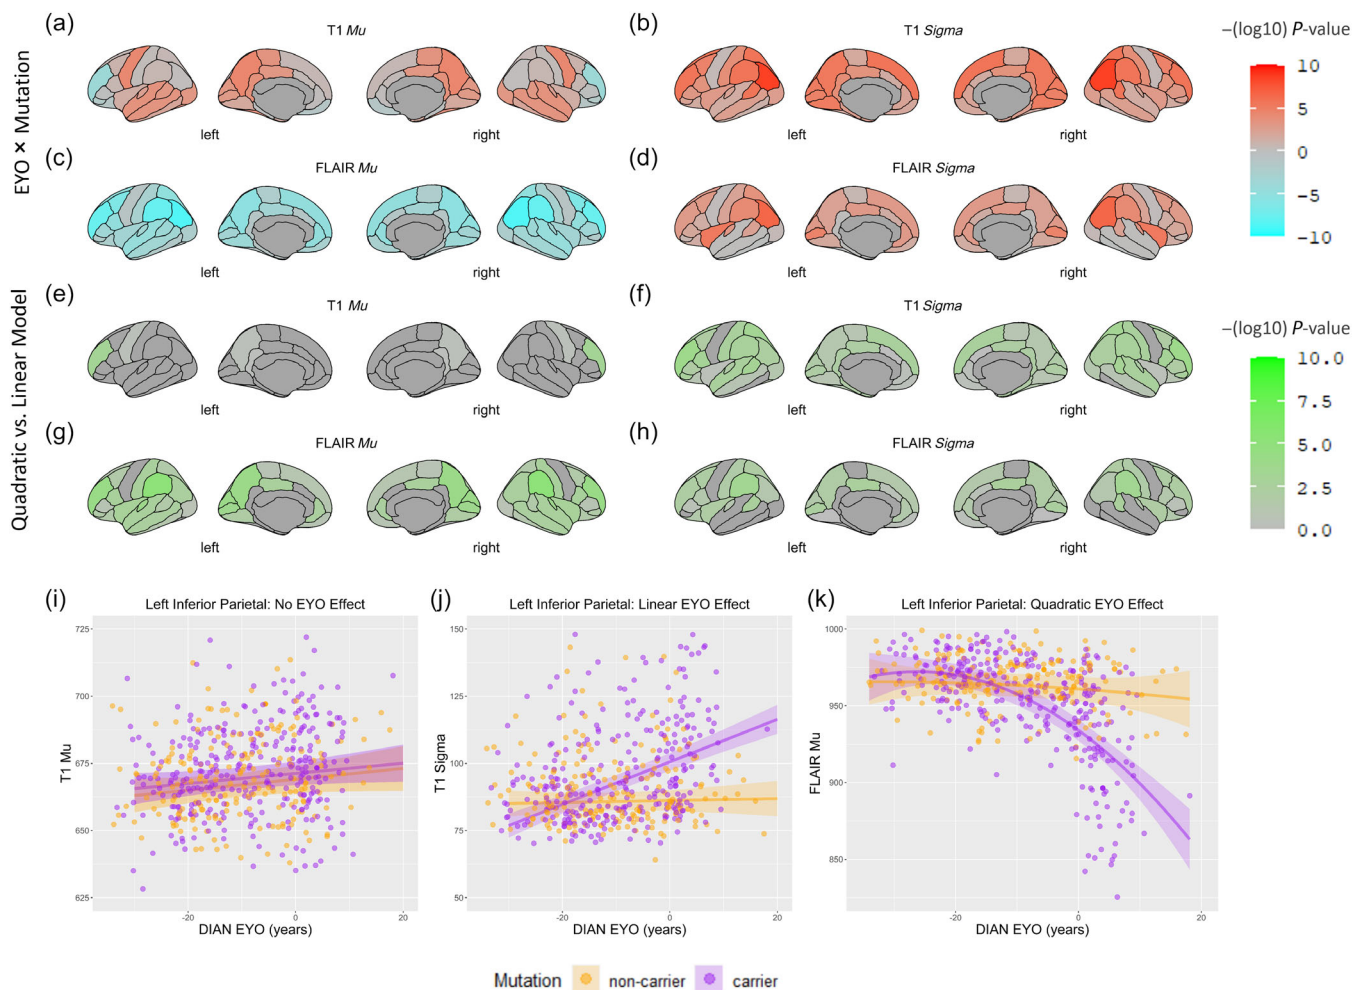 EYO × Mutation
(a)
T1 Mu
left
right
(b)
T1 Sigma
−(log10) P-value
10
5
0
−5
−10
(c)
FLAIR Mu
left
right
(d)
FLAIR Sigma
left
right
Quadratic vs. Linear Model
(e)
T1 Mu
left
right
(f)
T1 Sigma
left
right
−(log10) P-value
10.0
7.5
5.0
2.5
0.0
(g)
FLAIR Mu
left
right
(h)
FLAIR Sigma
left
right
(i)
Left Inferior Parietal: No EYO Effect
T1 Mu
725
700
675
650
625
-20
0
20
DIAN EYO (years)
(j)
Left Inferior Parietal: Linear EYO Effect
T1 Sigma
150
125
100
75
50
-20
0
20
DIAN EYO (years)
(k)
Left Inferior Parietal: Quadratic EYO Effect
FLAIR Mu
1000
950
900
850
-20
0
20
DIAN EYO (years)
Mutation non-carrier carrier